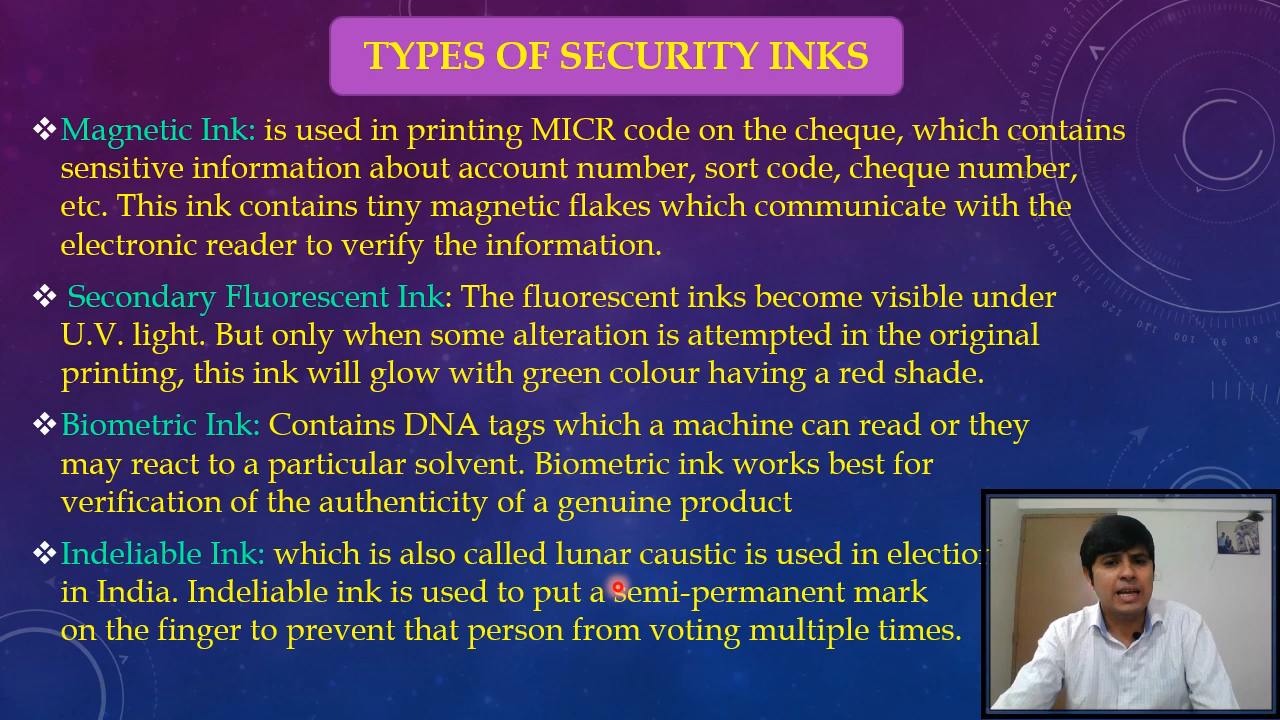 TYPES OF SECURITY INKS
❖Magnetic Ink: is used in printing MICR code on the cheque, which contains
sensitive information about account number, sort code, cheque number,
etc. This ink contains tiny magnetic flakes which communicate with the
electronic reader to verify the information.
❖ Secondary Fluorescent Ink: The fluorescent inks become visible under
U.V. light. But only when some alteration is attempted in the original
printing, this ink will glow with green colour having a red shade.
❖Biometric Ink: Contains DNA tags which a machine can read or they
may react to a particular solvent. Biometric ink works best for
verification of the authenticity of a genuine product
❖Indeliable Ink: which is also called lunar caustic is used in
in India. Indeliable ink is used to put a semi-permanent mark
on the finger to prevent that person from voting multiple times.